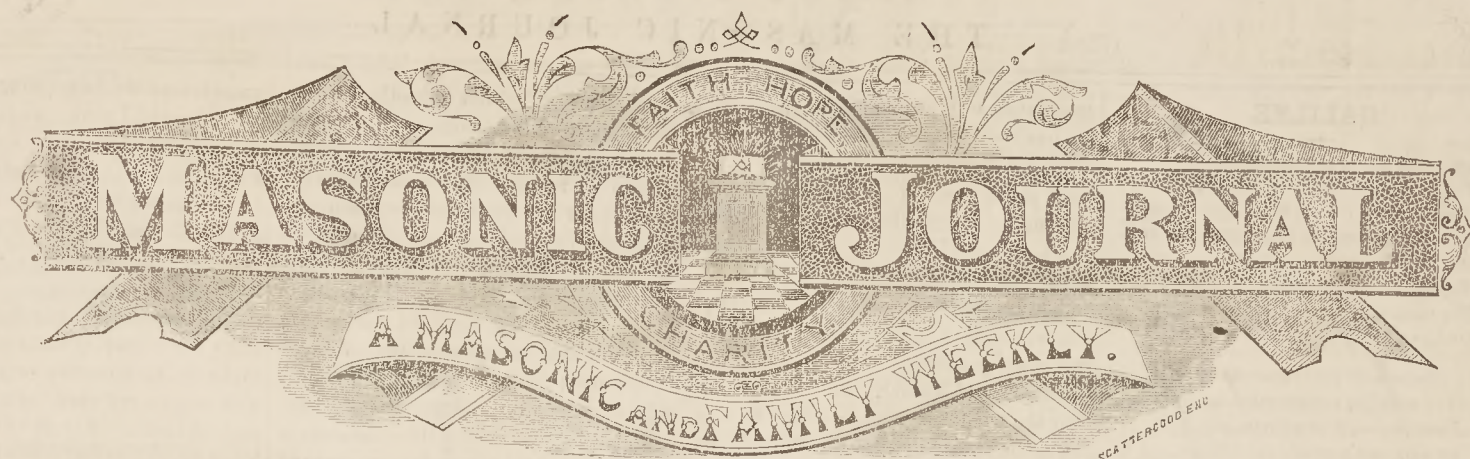 FAITH HOPE
MASONIC JOURNAL
CHARITY
A MASONIC AND FAMILY WEEKLY.
SCATTERGOOD ENG